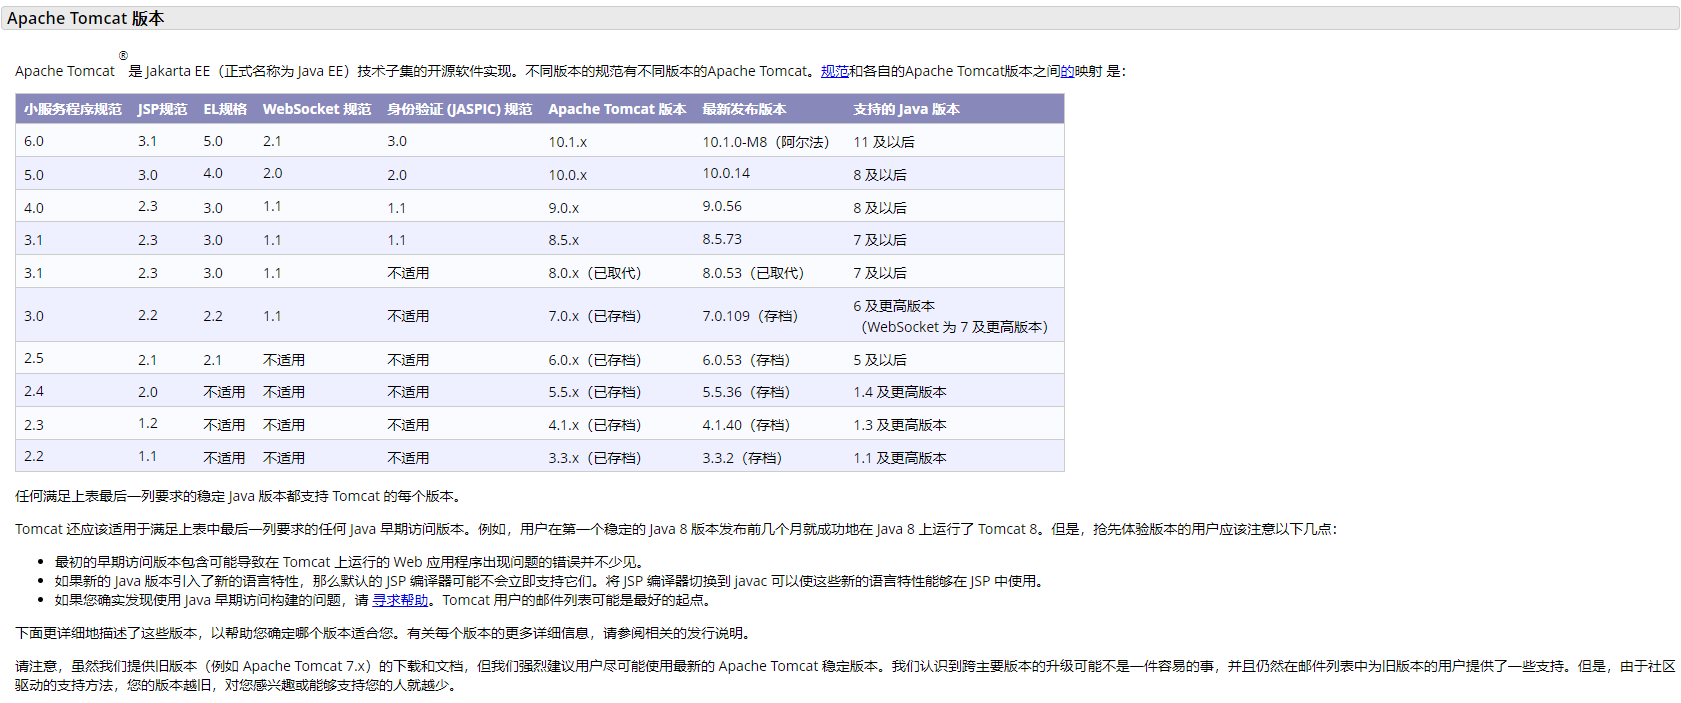 Apache Tomcat 版本
Apache Tomcat ®是 Jakarta EE（正式名称为 Java EE）技术子集的开源软件实现。不同版本的规范有不同版本的Apache Tomcat。规范和各自的Apache Tomcat版本之间的映射 是：
小服务程序规范 JSP规范 EL规格 WebSocket 规范 身份验证 (JASPIC) 规范 Apache Tomcat 版本 最新发布版本 支持的 Java 版本
6.0 3.1 5.0 2.1 3.0 10.1.x 10.1.0-M8（阿尔法） 11 及以后
5.0 3.0 4.0 2.0 2.0 10.0.x 10.0.14 8 及以后
4.0 2.3 3.0 1.1 1.1 9.0.x 9.0.56 8 及以后
3.1 2.3 3.0 1.1 1.1 8.5.x 8.5.73 7 及以后
3.1 2.3 3.0 1.1 不适用 8.0.x（已取代） 8.0.53（已取代） 7 及以后
3.0 2.2 2.2 1.1 不适用 7.0.x（已存档） 7.0.109（存档） 6 及更高版本
（WebSocket 为 7 及更高版本）
2.5 2.1 2.1 不适用 不适用 6.0.x（已存档） 6.0.53（存档） 5 及以后
2.4 2.0 不适用 不适用 不适用 5.5.x（已存档） 5.5.36（存档） 1.4 及更高版本
2.3 1.2 不适用 不适用 不适用 4.1.x（已存档） 4.1.40（存档） 1.3 及更高版本
2.2 1.1 不适用 不适用 不适用 3.3.x（已存档） 3.3.2（存档） 1.1 及更高版本
任何满足上表最后一列要求的稳定 Java 版本都支持 Tomcat 的每个版本。
Tomcat 还应该适用于满足上表中最后一列要求的任何 Java 早期访问版本。例如，用户在第一个稳定的 Java 8 版本发布前几个月就成功地在 Java 8 上运行了 Tomcat 8。但是，抢先体验版本的用户应该注意以下几点：
• 最初的早期访问版本包含可能导致在 Tomcat 上运行的 Web 应用程序出现问题的错误并不少见。
• 如果新的 Java 版本引入了新的语言特性，那么默认的 JSP 编译器可能不会立即支持它们。将 JSP 编译器切换到 javac 可以使这些新的语言特性能够在 JSP 中使用。
• 如果您确实发现使用 Java 早期访问构建的问题，请 寻求帮助。Tomcat 用户的邮件列表可能是最好的起点。
下面更详细地描述了这些版本，以帮助您确定哪个版本适合您。有关每个版本的更多详细信息，请参阅相关的发行说明。
请注意，虽然我们提供旧版本（例如 Apache Tomcat 7.x）的下载和文档，但我们强烈建议用户尽可能使用最新的 Apache Tomcat 稳定版本。我们认识到跨主要版本的升级可能不是一件容易的事，并且仍然在邮件列表中为旧版本的用户提供了一些支持。但是，由于社区
驱动的支持方法，您的版本越旧，对您感兴趣或能够支持您的人就越少。